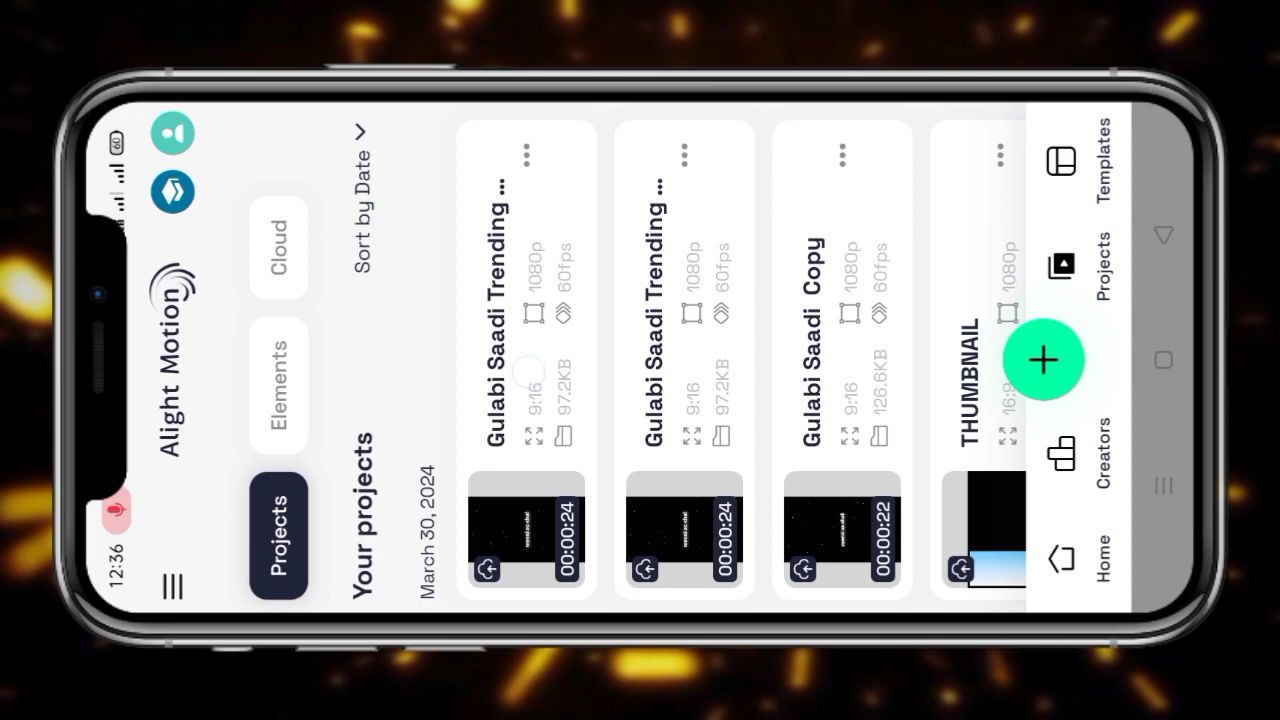 12:36
60
Alight Motion
Projects
Elements
Cloud
Your projects
Sort by Date
March 30, 2024
Gulabi Saadi Trending ...
9:16
1080p
97.2KB
60fps
00:00:24
Gulabi Saadi Trending ...
9:16
1080p
97.2KB
60fps
00:00:24
Gulabi Saadi Copy
9:16
1080p
126.6KB
60fps
00:00:22
THUMBNAIL
16:9
1080p
Home
Creators
Projects
Templates